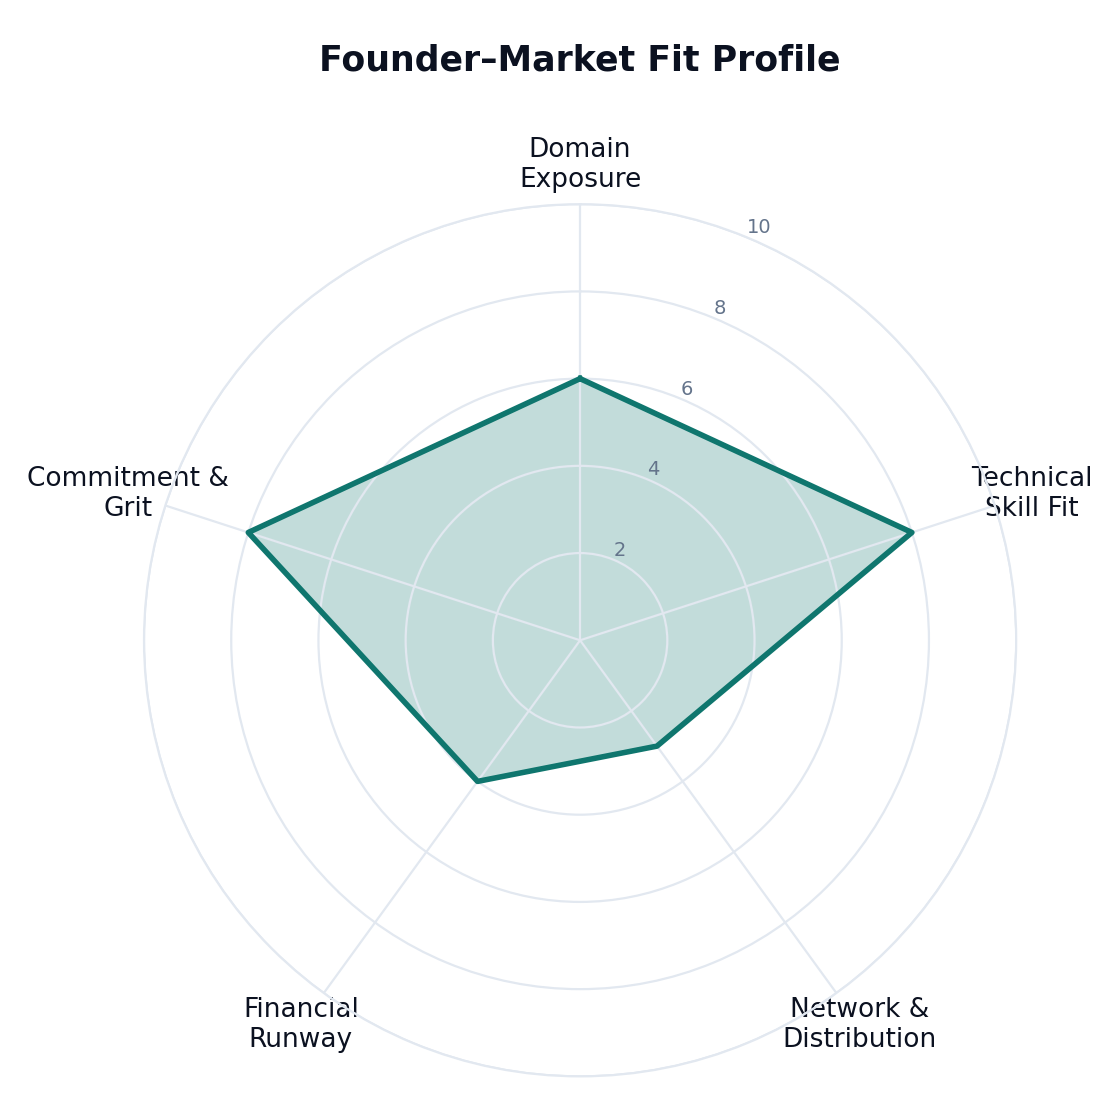 Founder–Market Fit Profile
Domain
Exposure
10
8
6
4
2
Commitment &
Grit
Technical
Skill Fit
Financial
Runway
Network &
Distribution